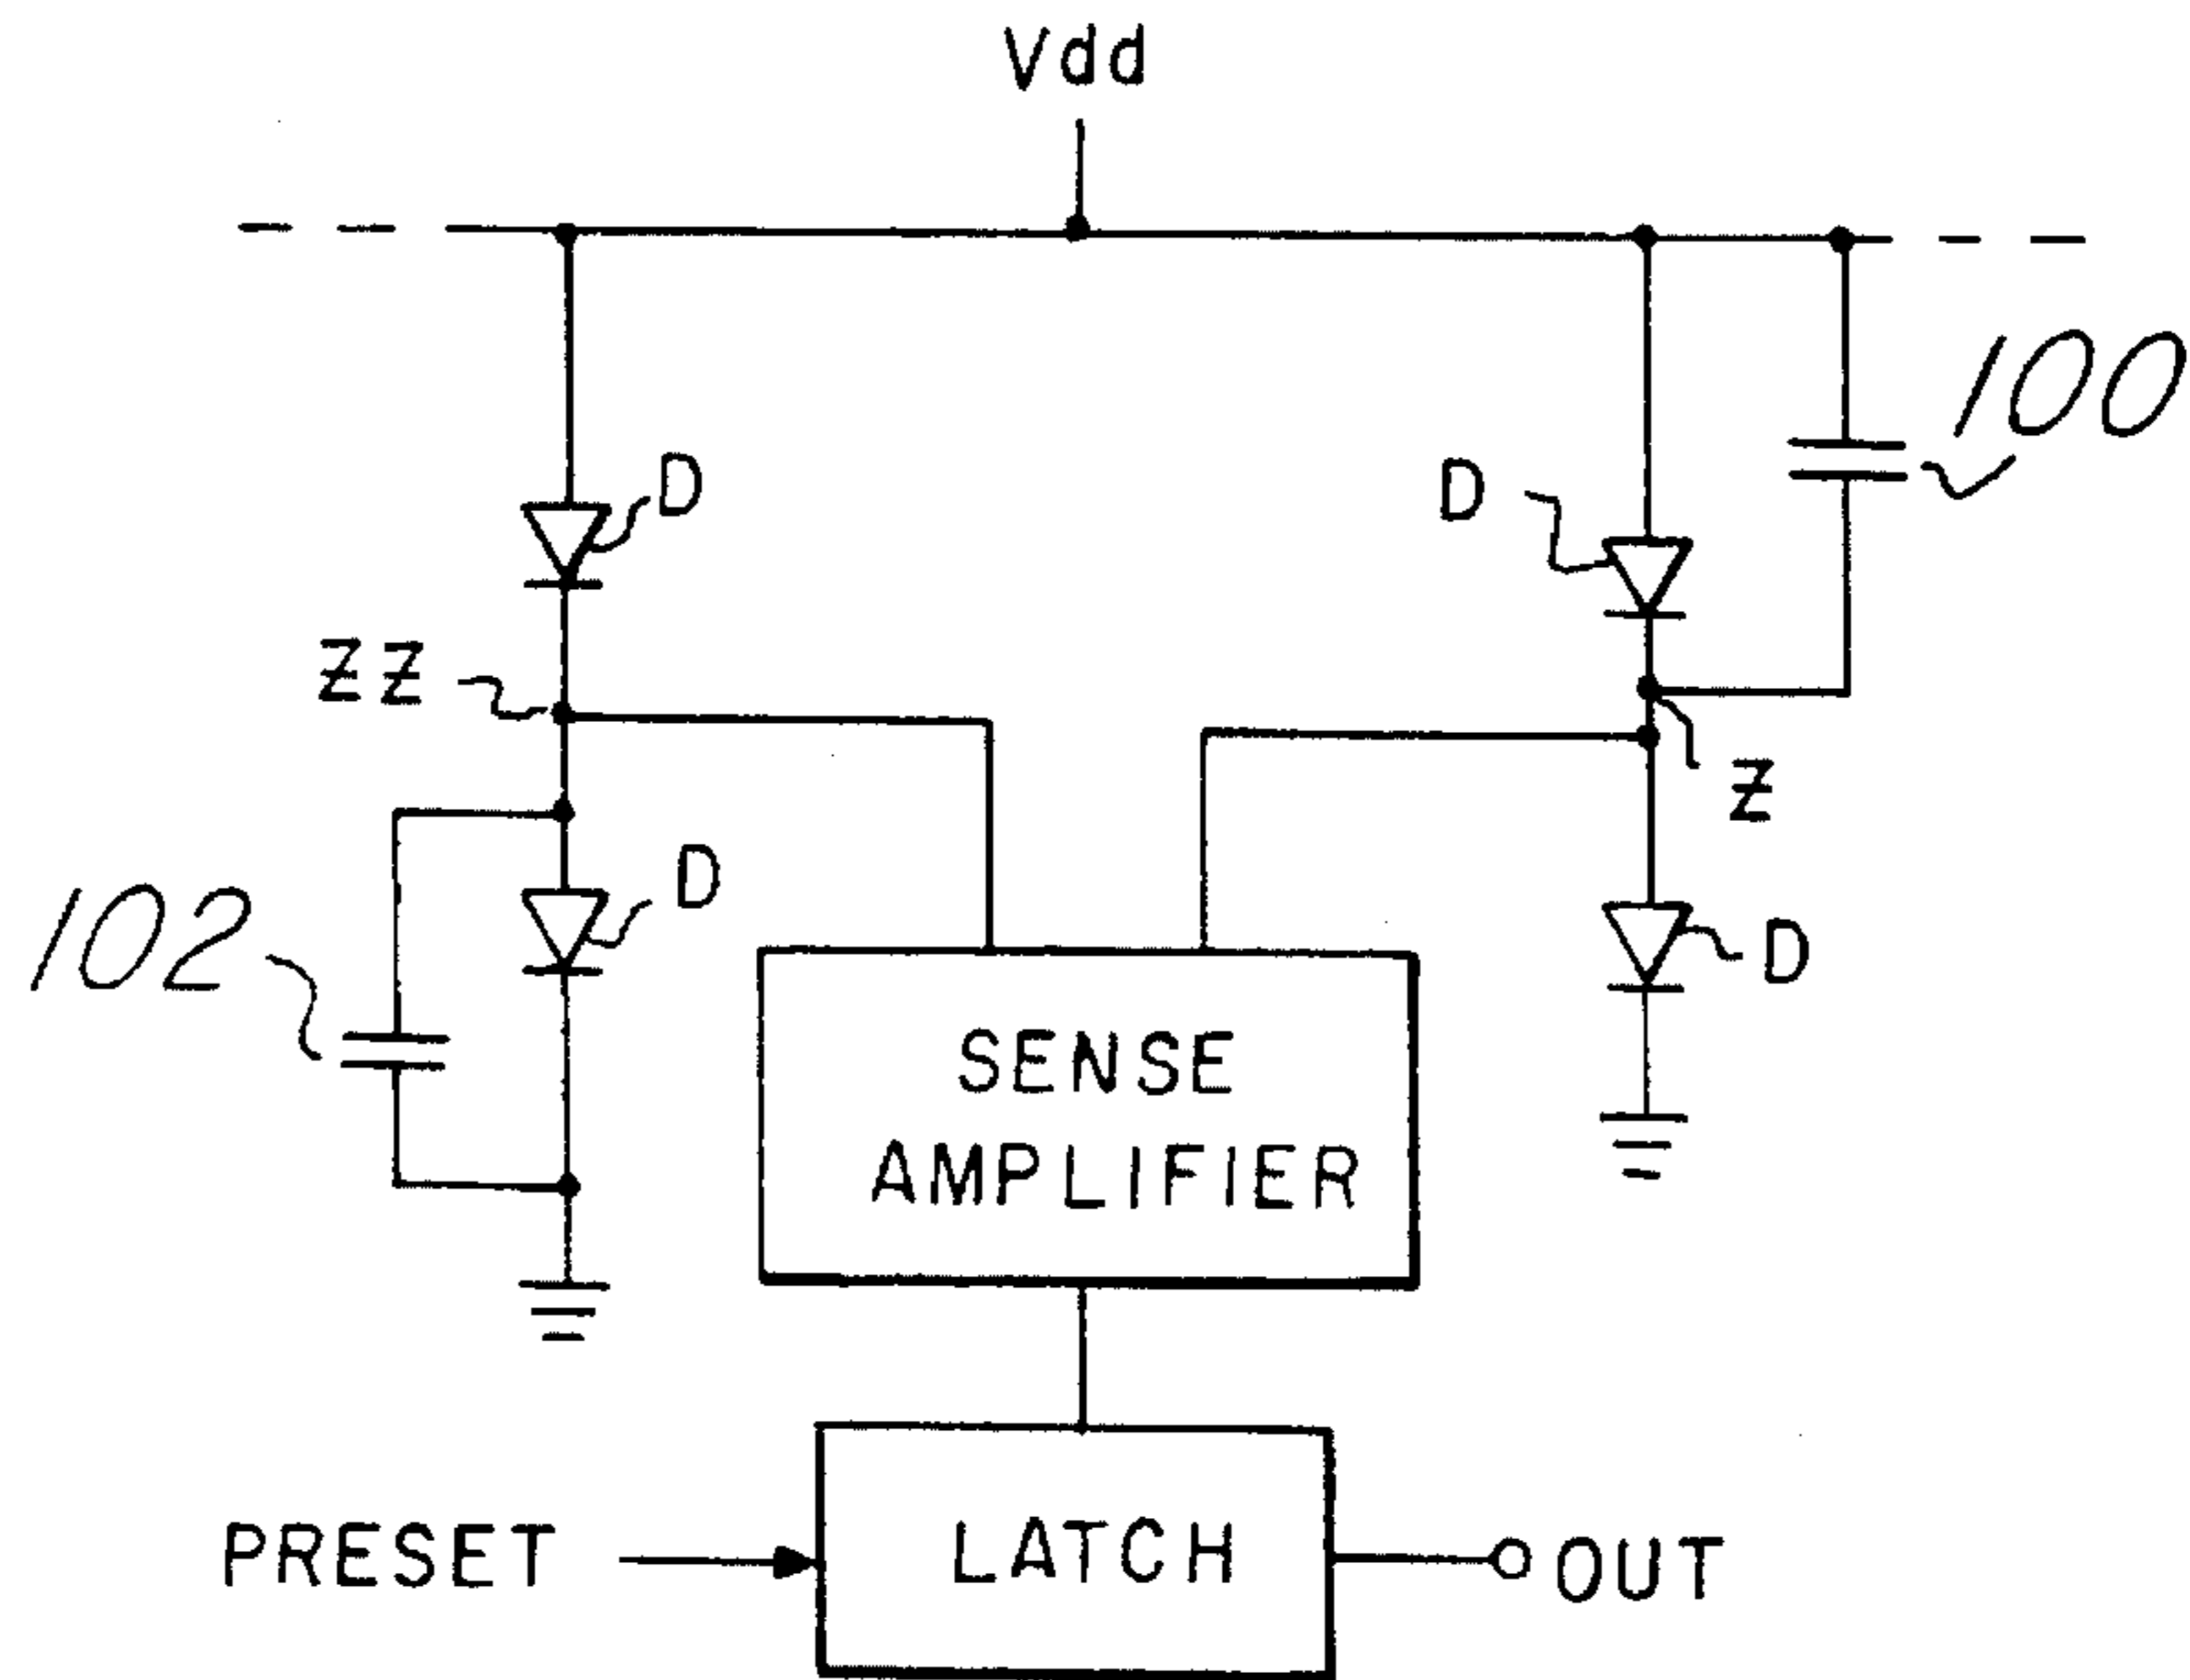 Vdd
100
D
D
ZZ
Z
102
D
D
SENSE
AMPLIFIER
PRESET
LATCH
OUT